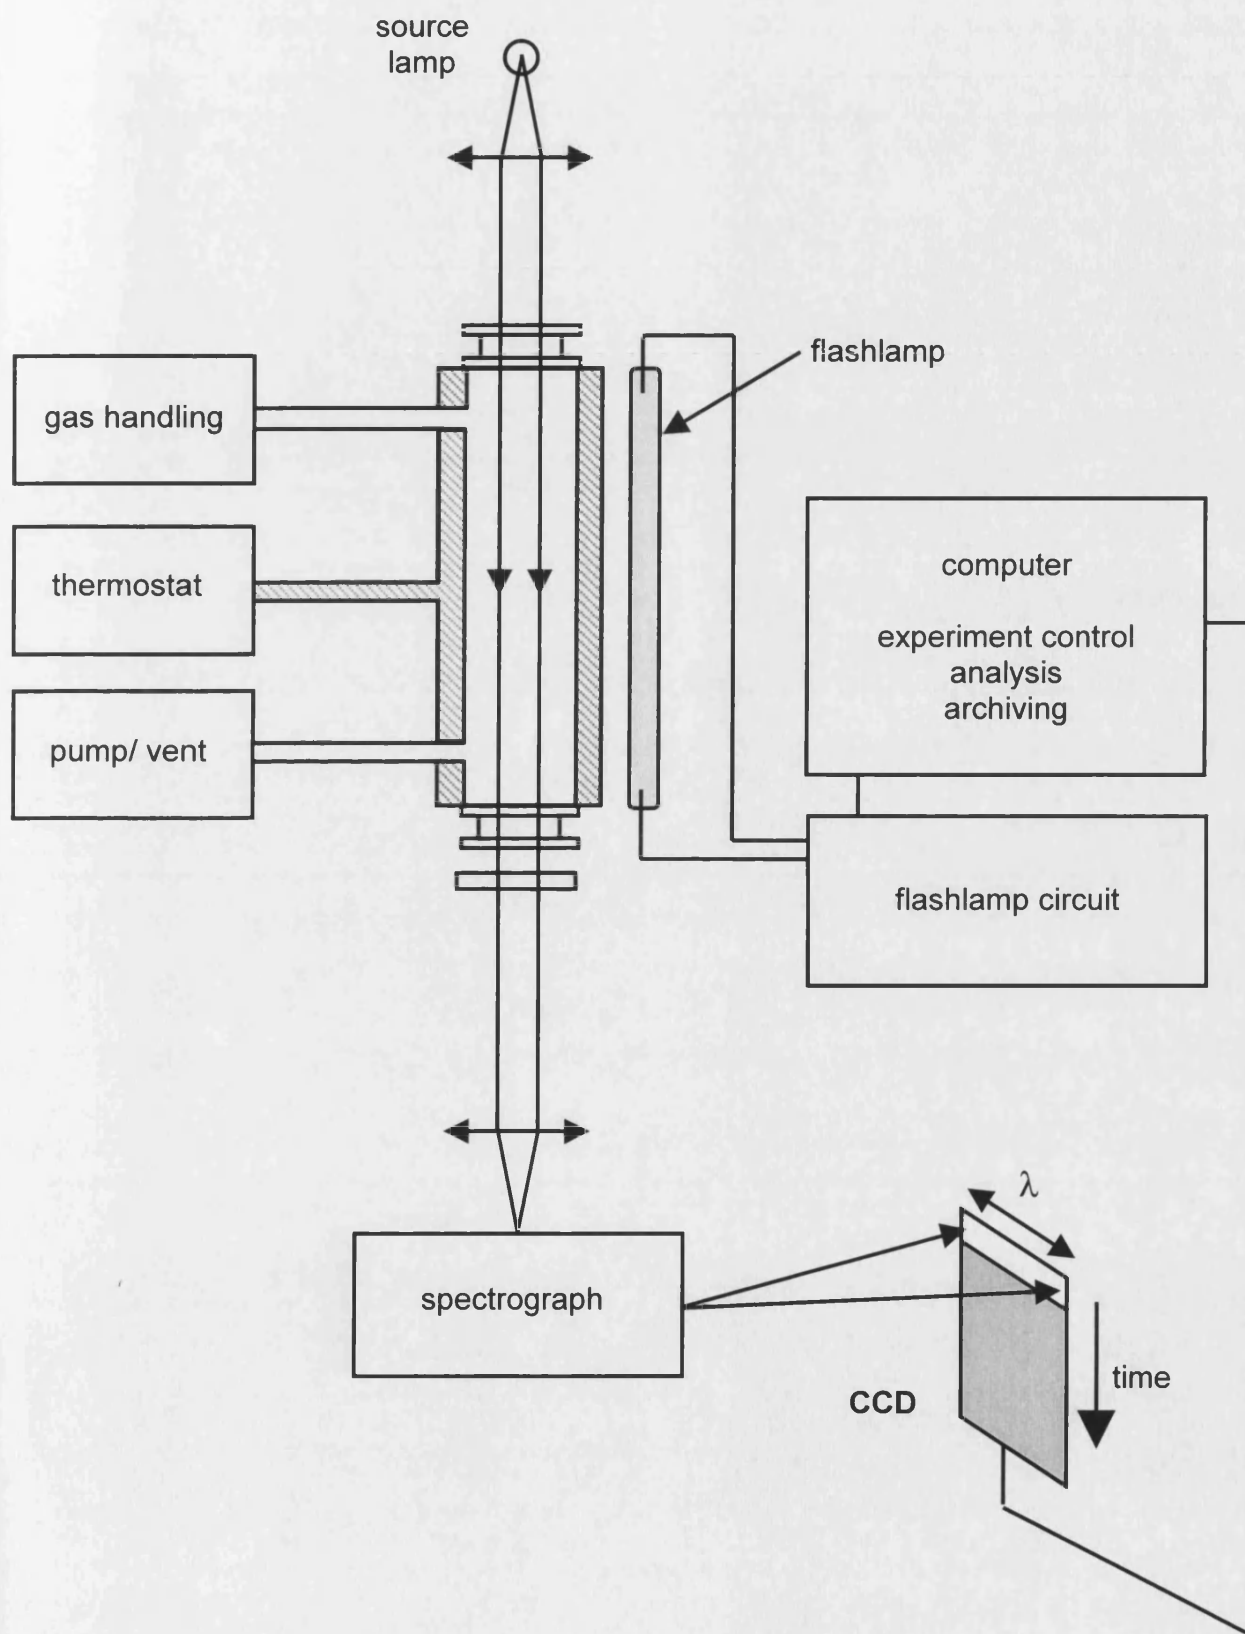 source
lamp
flashlamp
gas handling
thermostat
pump/ vent
computer
experiment control
analysis
archiving
flashlamp circuit
spectrograph
λ
time
CCD